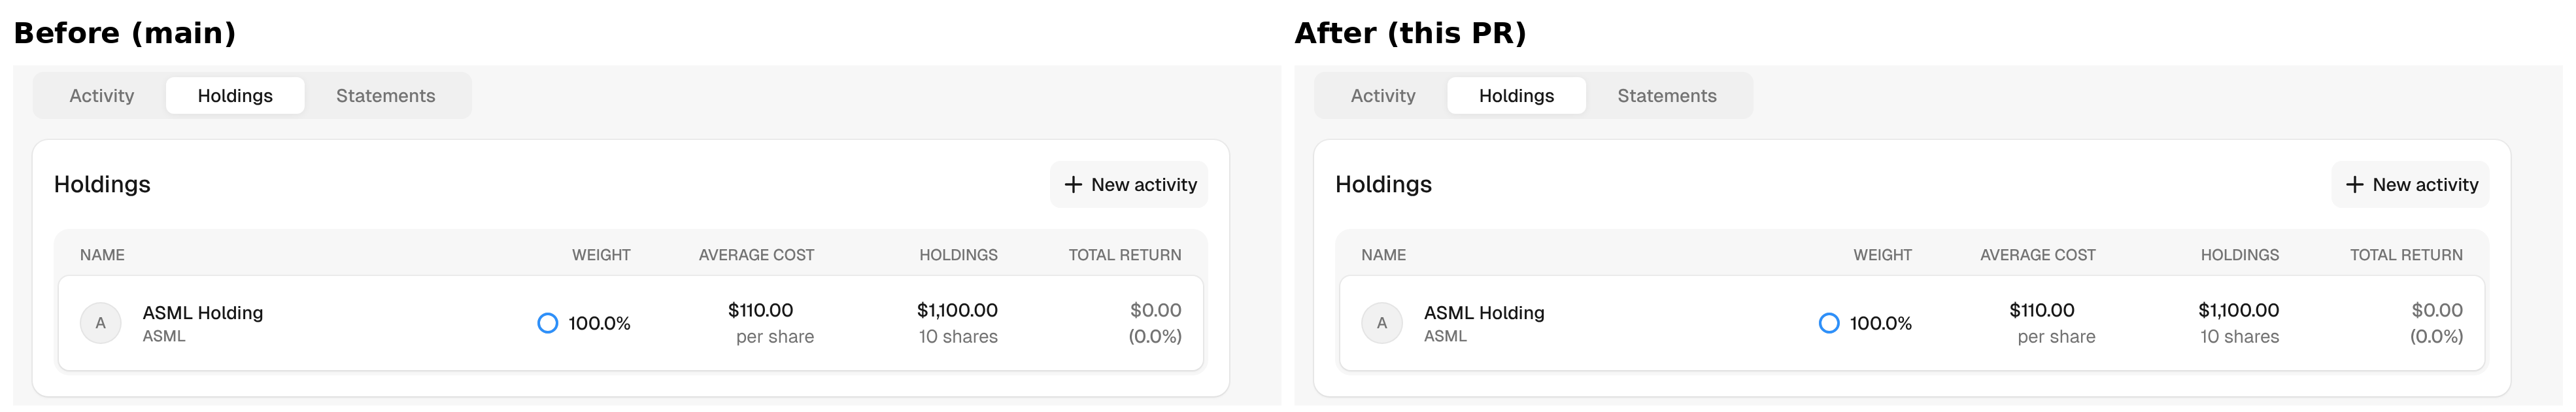 Before (main)
Activity Holdings Statements
Holdings
+ New activity
NAME WEIGHT AVERAGE COST HOLDINGS TOTAL RETURN
A ASML Holding 100.0% $110.00 $1,100.00 $0.00
ASML per share 10 shares (0.0%)
After (this PR)
Activity Holdings Statements
Holdings
+ New activity
NAME WEIGHT AVERAGE COST HOLDINGS TOTAL RETURN
A ASML Holding 100.0% $110.00 $1,100.00 $0.00
ASML per share 10 shares (0.0%)